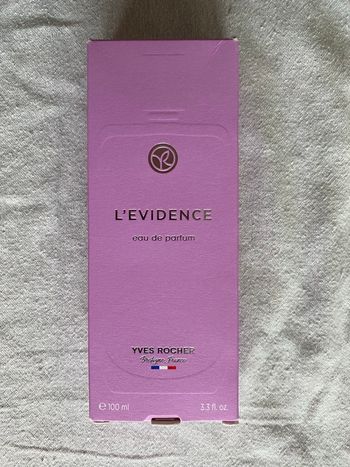 L'EVIDENCE
eau de parfum
YVES ROCHER
Bretagne, France
℮ 100 ml 3.3 fl. oz.